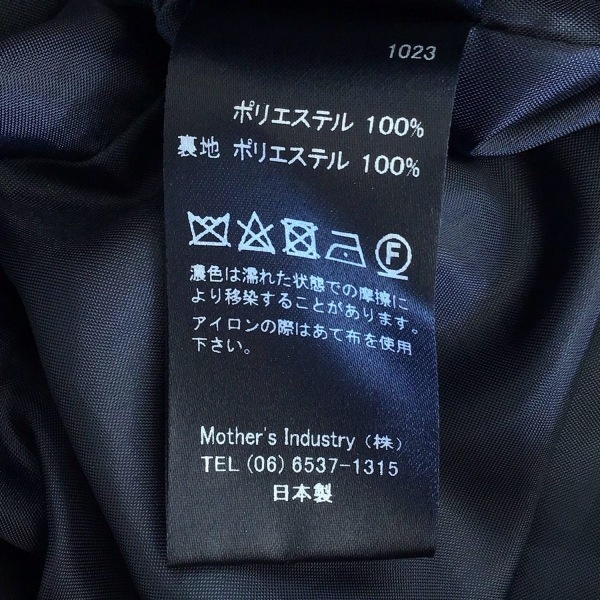 1023
ポリエステル 100%
裏地 ポリエステル 100%
F
濃色は濡れた状態での摩擦に
より移染することがあります。
アイロンの際はあて布を使用
下さい。
Mother's Industry (株)
TEL (06) 6537-1315
日本製